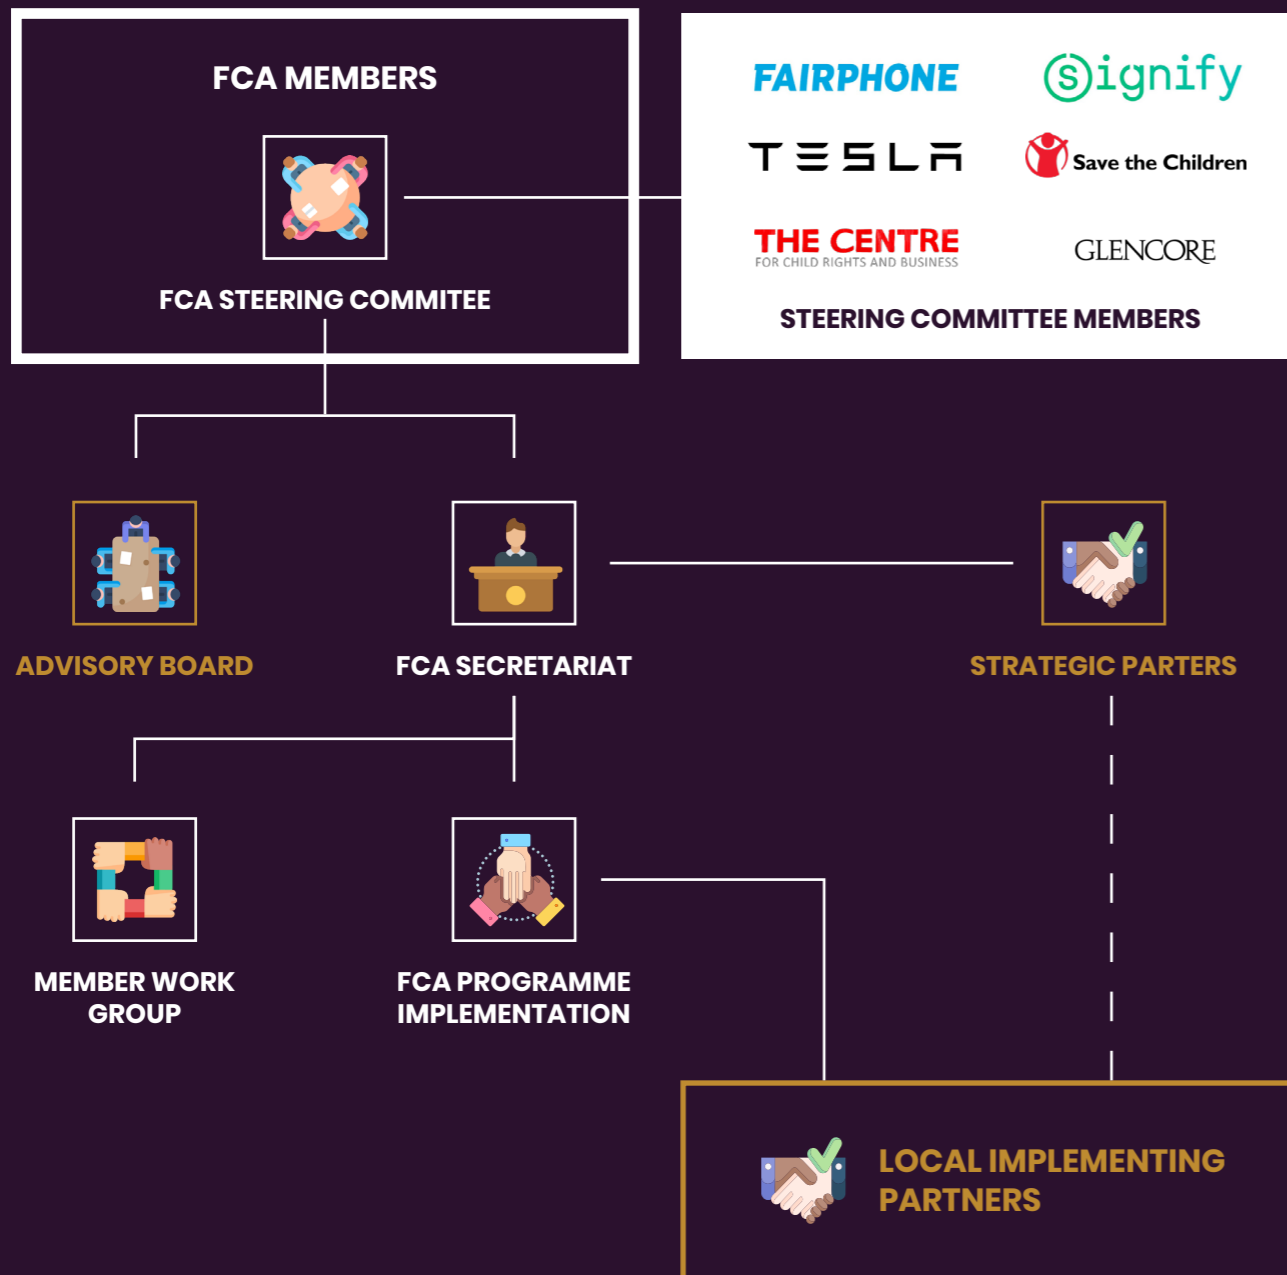 FCA MEMBERS
FCA STEERING COMMITEE
FAIRPHONE
Signify
TESLA
Save the Children
THE CENTRE
FOR CHILD RIGHTS AND BUSINESS
GLENCORE
STEERING COMMITTEE MEMBERS
ADVISORY BOARD
FCA SECRETARIAT
STRATEGIC PARTERS
MEMBER WORK
GROUP
FCA PROGRAMME
IMPLEMENTATION
LOCAL IMPLEMENTING
PARTNERS